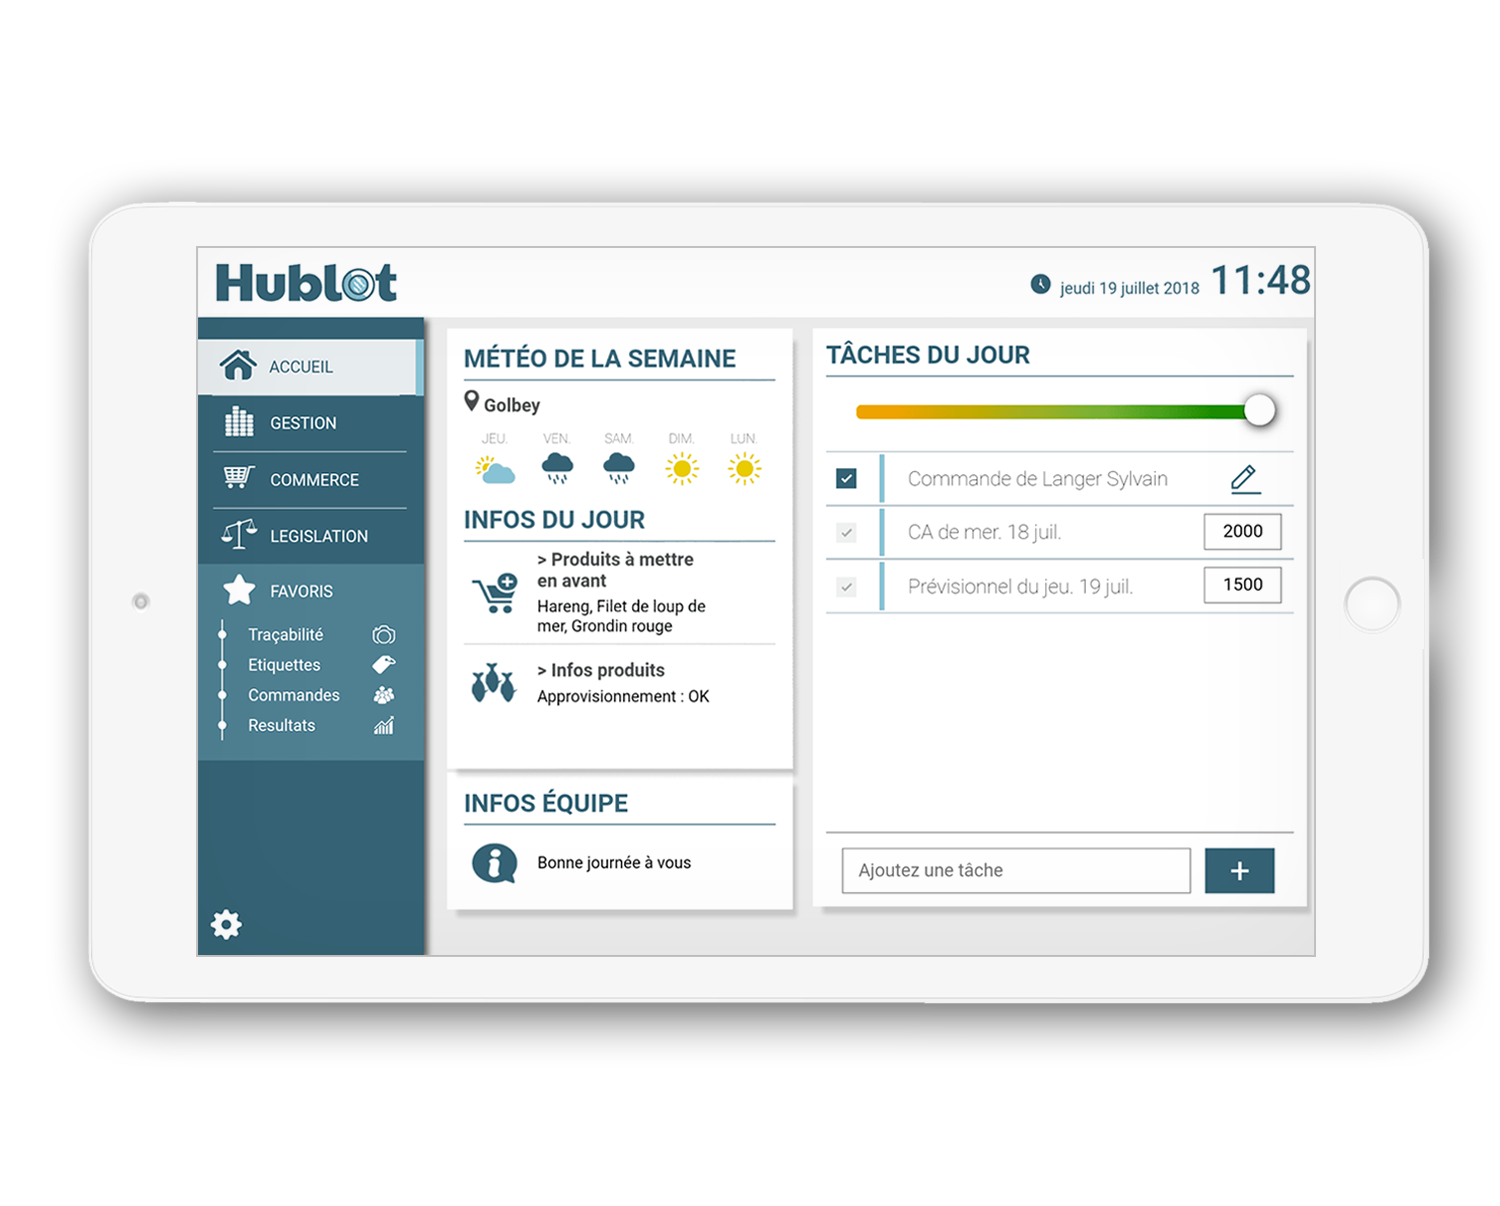 Hublot
jeudi 19 juillet 2018 11:48
ACCUEIL
GESTION
COMMERCE
LEGISLATION
FAVORIS
Traçabilité
Etiquettes
Commandes
Resultats
MÉTÉO DE LA SEMAINE
Golbey
JEU. VEN. SAM. DIM. LUN.
INFOS DU JOUR
> Produits à mettre
en avant
Hareng, Filet de loup de
mer, Grondin rouge
> Infos produits
Approvisionnement : OK
INFOS ÉQUIPE
Bonne journée à vous
TÂCHES DU JOUR
Commande de Langer Sylvain
CA de mer. 18 juil. 2000
Prévisionnel du jeu. 19 juil. 1500
Ajoutez une tâche +